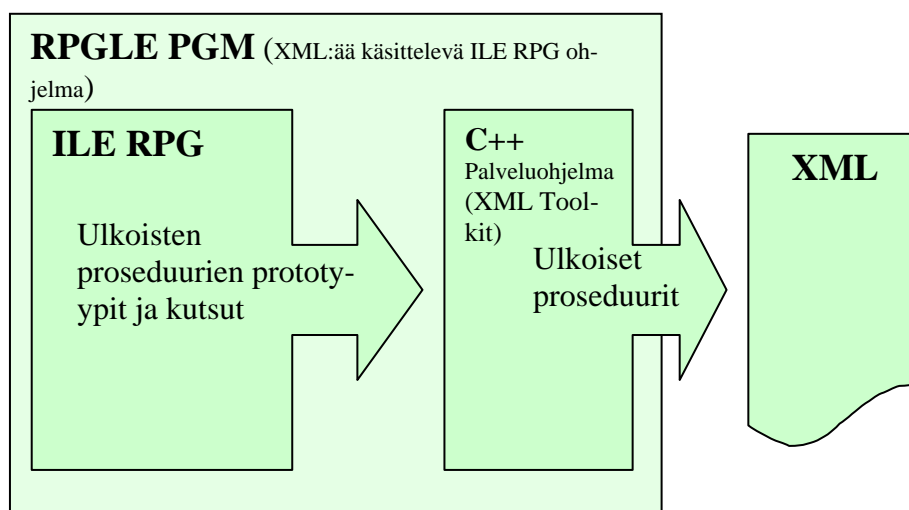 RPGLE PGM (XML:ää käsittelevä ILE RPG oh-
jelma)
ILE RPG
Ulkoisten
proseduurien prototy-
ypit ja kutsut
C++
Palveluohjelma
(XML Tool-
kit)
Ulkoiset
proseduurit
XML